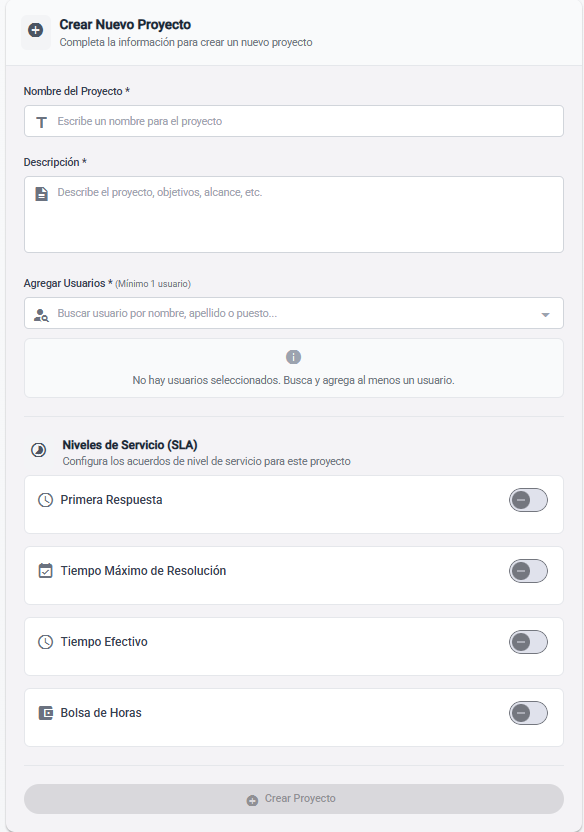 Crear Nuevo Proyecto
Completa la información para crear un nuevo proyecto
Nombre del Proyecto *
Escribe un nombre para el proyecto
Descripción *
Describe el proyecto, objetivos, alcance, etc.
Agregar Usuarios * (Mínimo 1 usuario)
Buscar usuario por nombre, apellido o puesto...
No hay usuarios seleccionados. Busca y agrega al menos un usuario.
Niveles de Servicio (SLA)
Configura los acuerdos de nivel de servicio para este proyecto
Primera Respuesta
Tiempo Máximo de Resolución
Tiempo Efectivo
Bolsa de Horas
Crear Proyecto